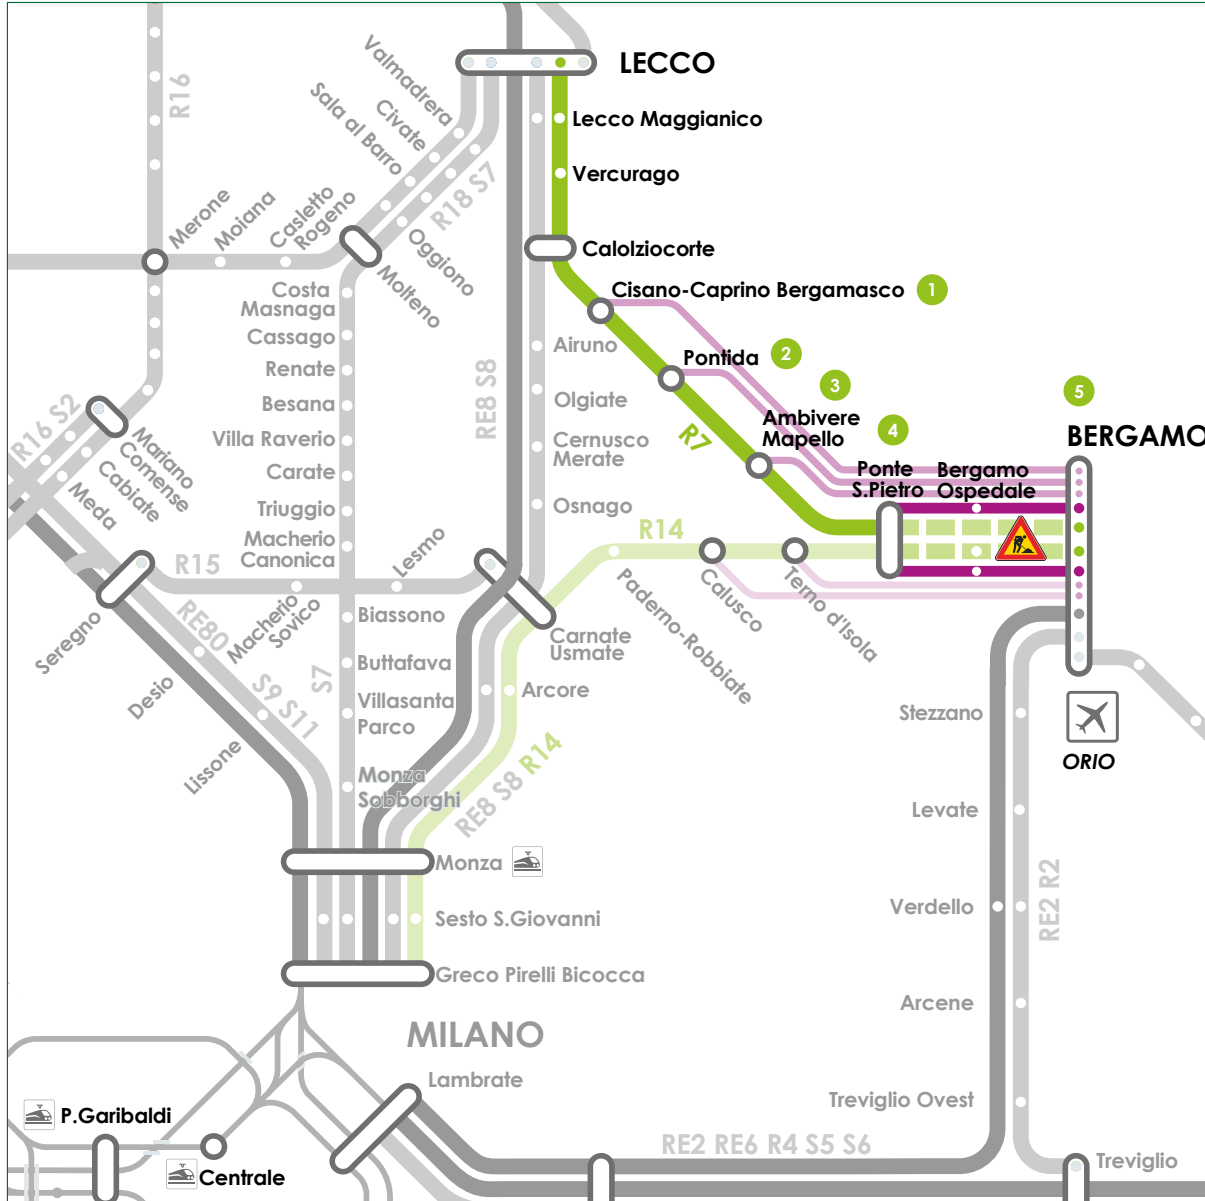 LECCO
Valmadrera
Civate
Sala al Barro
R16
Lecco Maggianico
Vercurago
R18 S7
Merone
Moiana
Casletto
Rogeno
Oggiono
Molteno
Calolziocorte
Cisano-Caprino Bergamasco
1
Costa
Masnaga
Cassago
Renate
Besana
Villa Raverio
Carate
Triuggio
Macherio
Canonica
Airuno
Olgiate
Cernusco
Merate
Osnago
RE8 S8
Pontida
2
3
Ambivere
Mapello
R7
4
Ponte
S.Pietro
Bergamo
Ospedale
5
BERGAMO
R16 S2
Mariano
Comense
Cabiate
Meda
R15
Lesmo
R14
Paderno-Robbiate
Calusco
Terno d'Isola
Seregno
RE80
Macherio
Sovico
Biassono
Carnate
Usmate
Buttafava
S7
Desio
S9 S11
Villasanta
Parco
Arcore
Lissone
Monza
Sobborghi
RE8 S8 R14
Stezzano
ORIO
Levate
Monza
Sesto S.Giovanni
Verdello
RE2 R2
Greco Pirelli Bicocca
Arcene
MILANO
Lambrate
Treviglio Ovest
P.Garibaldi
RE2 RE6 R4 S5 S6
Treviglio
Centrale